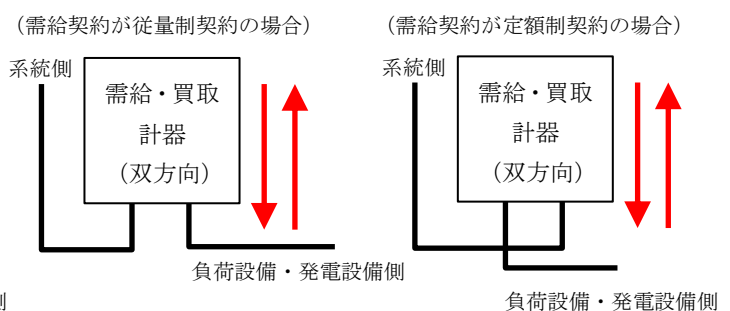 （需給契約が従量制契約の場合）
系統側
需給・買取
計器
（双方向）
負荷設備・発電設備側
（需給契約が定額制契約の場合）
系統側
需給・買取
計器
（双方向）
負荷設備・発電設備側